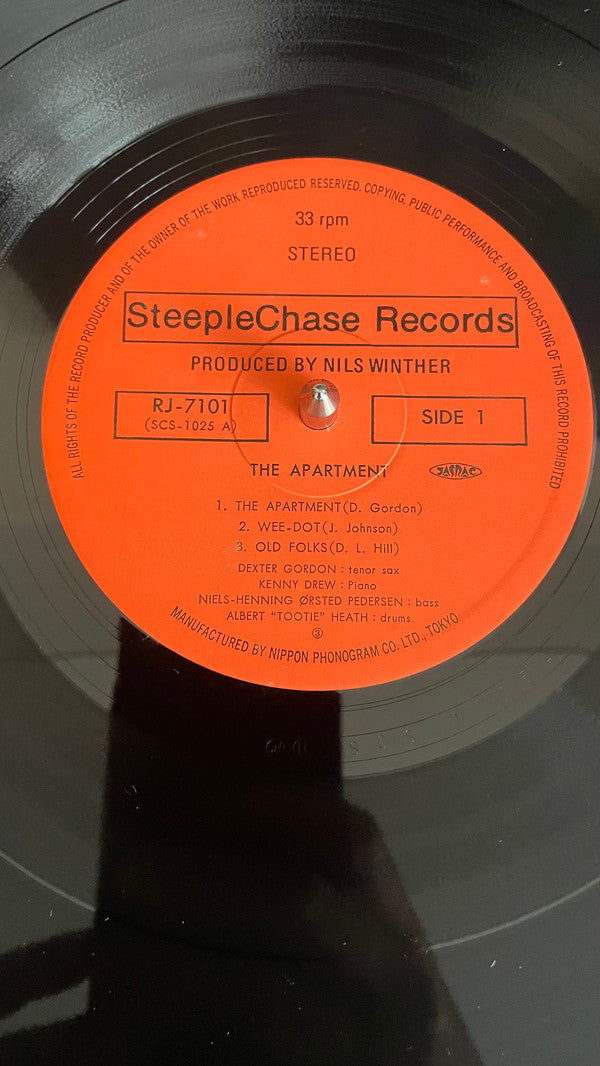 ALL RIGHTS OF THE RECORD PRODUCER AND OF THE OWNER OF THE WORK REPRODUCED RESERVED. COPYING, PUBLIC PERFORMANCE AND BROADCASTING OF THIS RECORD PROHIBITED
33 rpm
STEREO
SteepleChase Records
PRODUCED BY NILS WINTHER
RJ-7101
(SCS-1025 A)
SIDE 1
THE APARTMENT
JASRAC
1. THE APARTMENT(D. Gordon)
2. WEE-DOT(J. Johnson)
3. OLD FOLKS(D. L. Hill)
DEXTER GORDON : tenor sax
KENNY DREW : Piano
NIELS-HENNING ØRSTED PEDERSEN : bass
ALBERT "TOOTIE" HEATH : drums
③
MANUFACTURED BY NIPPON PHONOGRAM CO. LTD., TOKYO